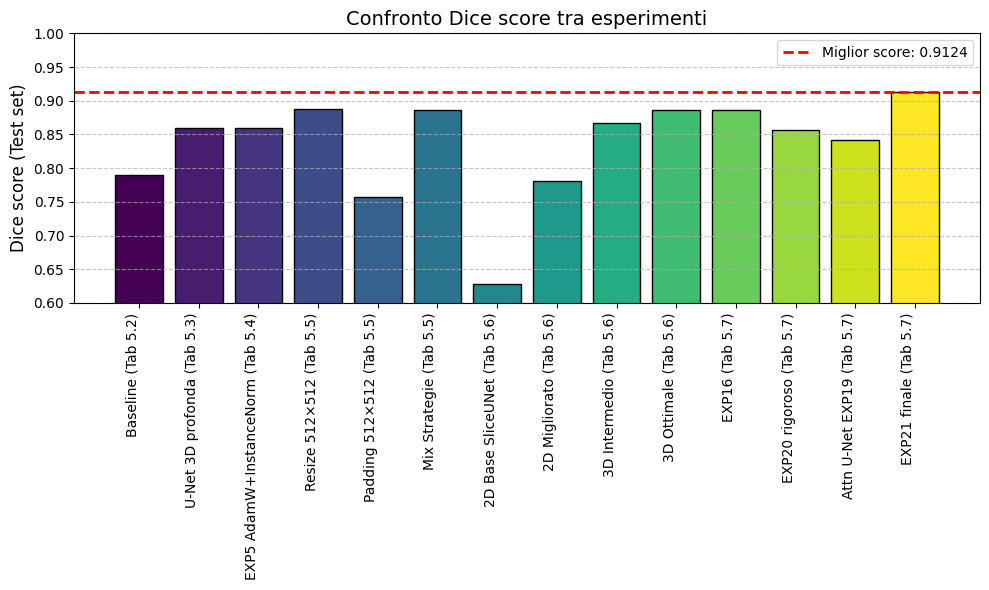 Confronto Dice score tra esperimenti
Miglior score: 0.9124
Dice score (Test set)
1.00
0.95
0.90
0.85
0.80
0.75
0.70
0.65
0.60
Baseline (Tab 5.2)
U-Net 3D profonda (Tab 5.3)
EXP5 AdamW+InstanceNorm (Tab 5.4)
Resize 512×512 (Tab 5.5)
Padding 512×512 (Tab 5.5)
Mix Strategie (Tab 5.5)
2D Base SliceUNet (Tab 5.6)
2D Migliorato (Tab 5.6)
3D Intermedio (Tab 5.6)
3D Ottimale (Tab 5.6)
EXP16 (Tab 5.7)
EXP20 rigoroso (Tab 5.7)
Attn U-Net EXP19 (Tab 5.7)
EXP21 finale (Tab 5.7)